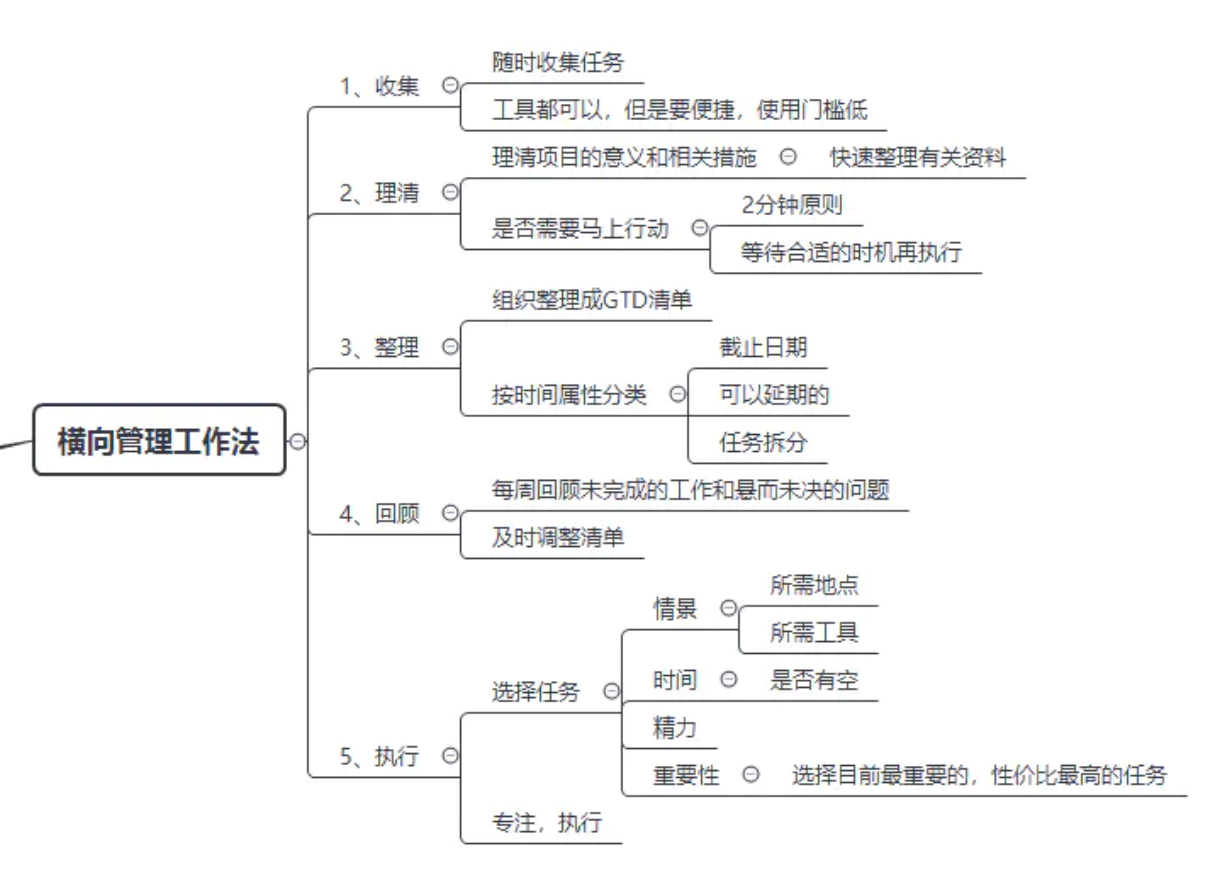 横向管理工作法
1、收集
随时收集任务
工具都可以，但是要便捷，使用门槛低
2、理清
理清项目的意义和相关措施
快速整理有关资料
是否需要马上行动
2分钟原则
等待合适的时机再执行
3、整理
组织整理成GTD清单
按时间属性分类
截止日期
可以延期的
任务拆分
4、回顾
每周回顾未完成的工作和悬而未决的问题
及时调整清单
5、执行
选择任务
情景
所需地点
所需工具
时间
是否有空
精力
重要性
选择目前最重要的，性价比最高的任务
专注，执行